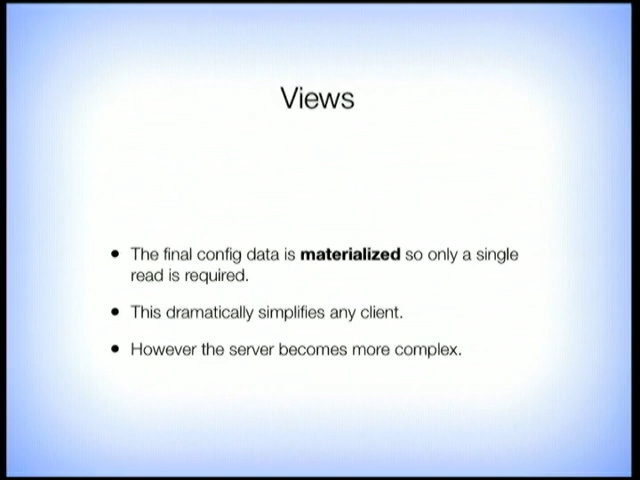 Views
• The final config data is materialized so only a single
read is required.
• This dramatically simplifies any client.
• However the server becomes more complex.